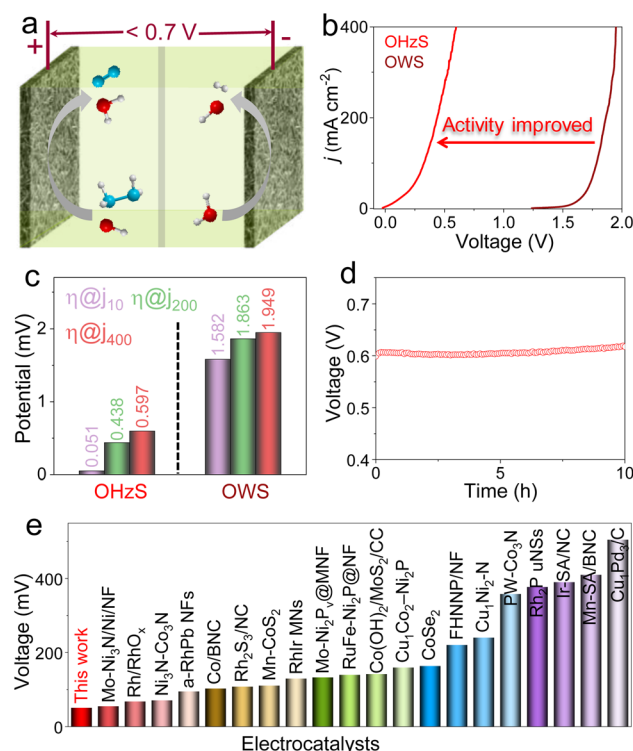 a
+
< 0.7 V
-
b
400
200
0
j (mA cm⁻²)
OHzS
OWS
Activity improved
0.0 0.5 1.0 1.5 2.0
Voltage (V)
c
η@j₁₀ η@j₂₀₀
η@j₄₀₀
2
1
0
Potential (mV)
0.051
0.438
0.597
1.582
1.863
1.949
OHzS
OWS
d
0.7
0.6
0.5
0.4
Voltage (V)
0 5 10
Time (h)
e
400
200
0
Voltage (mV)
This work
Mo-Ni₃N/Ni/NF
Rh/RhOₓ
Ni₃N-Co₃N
a-RhPb NFs
Co/BNC
Rh₂S₃/NC
Mn-CoS₂
RhIr MNs
Mo-Ni₂Pᵥ@MNF
RuFe-Ni₂P@NF
Co(OH)₂/MoS₂/CC
Cu₁Co₂–Ni₂P
CoSe₂
FHNNP/NF
Cu₁Ni₂-N
PW-Co₃N
Rh₂P uNSs
Ir-SA/NC
Mn-SA/BNC
Cu₁Pd₃/C
Electrocatalysts